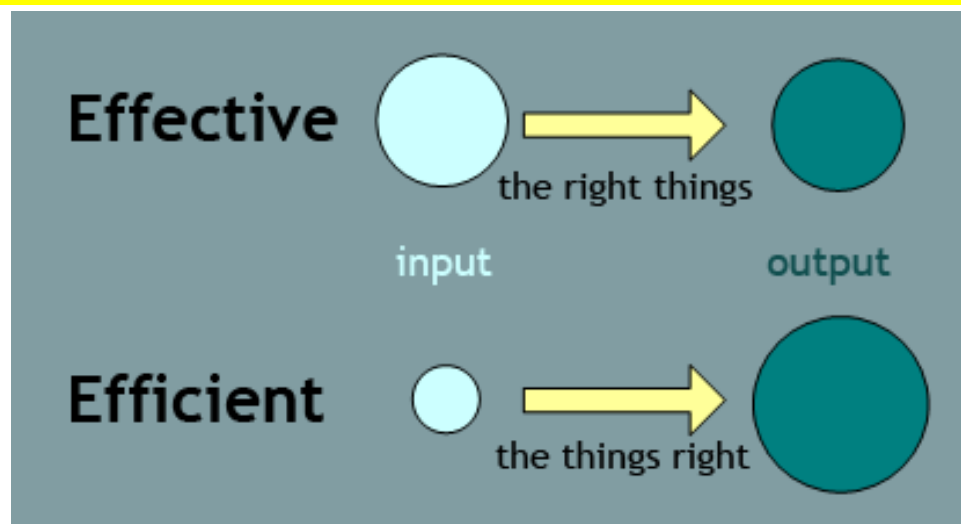 Effective
the right things
input output
Efficient
the things right